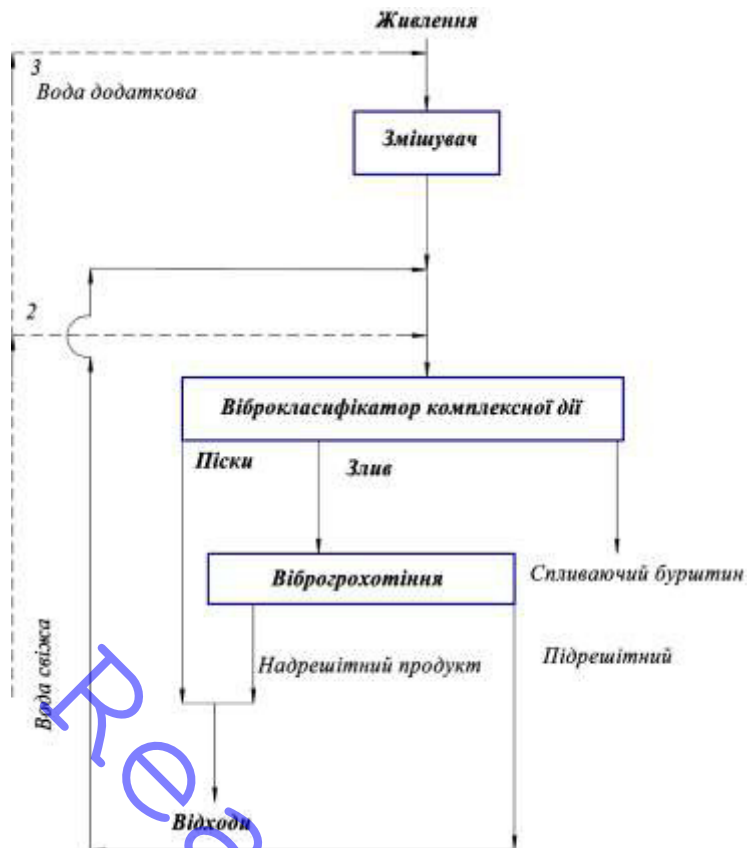 Живлення
3
Вода додаткова
Змішувач
2
Віброкласифікатор комплексної дії
Піски
Злив
Віброгрохотіння
Спливаючий бурштин
Надрешітний продукт
Підрешітний
Вода свіжа
Відходи